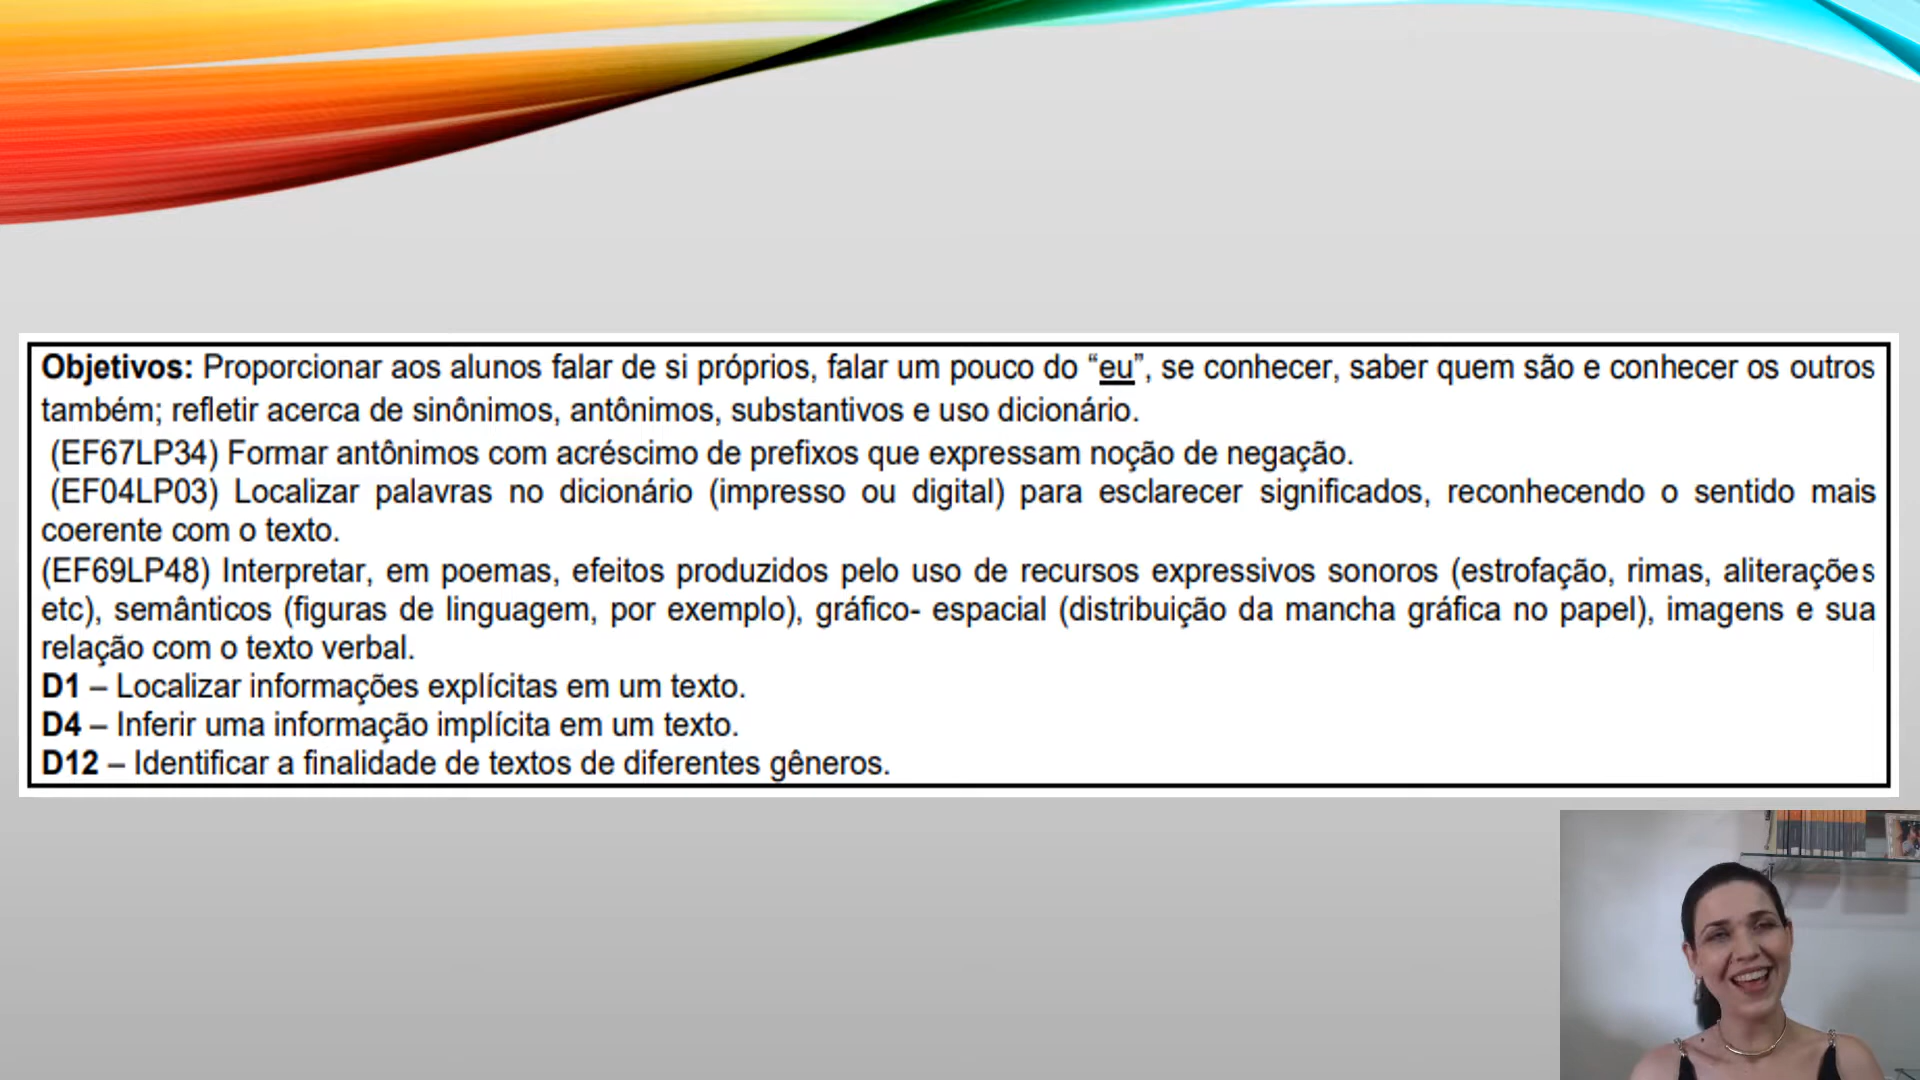 Objetivos: Proporcionar aos alunos falar de si próprios, falar um pouco do “eu”, se conhecer, saber quem são e conhecer os outros
também; refletir acerca de sinônimos, antônimos, substantivos e uso dicionário.
(EF67LP34) Formar antônimos com acréscimo de prefixos que expressam noção de negação.
(EF04LP03) Localizar palavras no dicionário (impresso ou digital) para esclarecer significados, reconhecendo o sentido mais
coerente com o texto.
(EF69LP48) Interpretar, em poemas, efeitos produzidos pelo uso de recursos expressivos sonoros (estrofação, rimas, aliterações
etc), semânticos (figuras de linguagem, por exemplo), gráfico- espacial (distribuição da mancha gráfica no papel), imagens e sua
relação com o texto verbal.
D1 – Localizar informações explícitas em um texto.
D4 – Inferir uma informação implícita em um texto.
D12 – Identificar a finalidade de textos de diferentes gêneros.